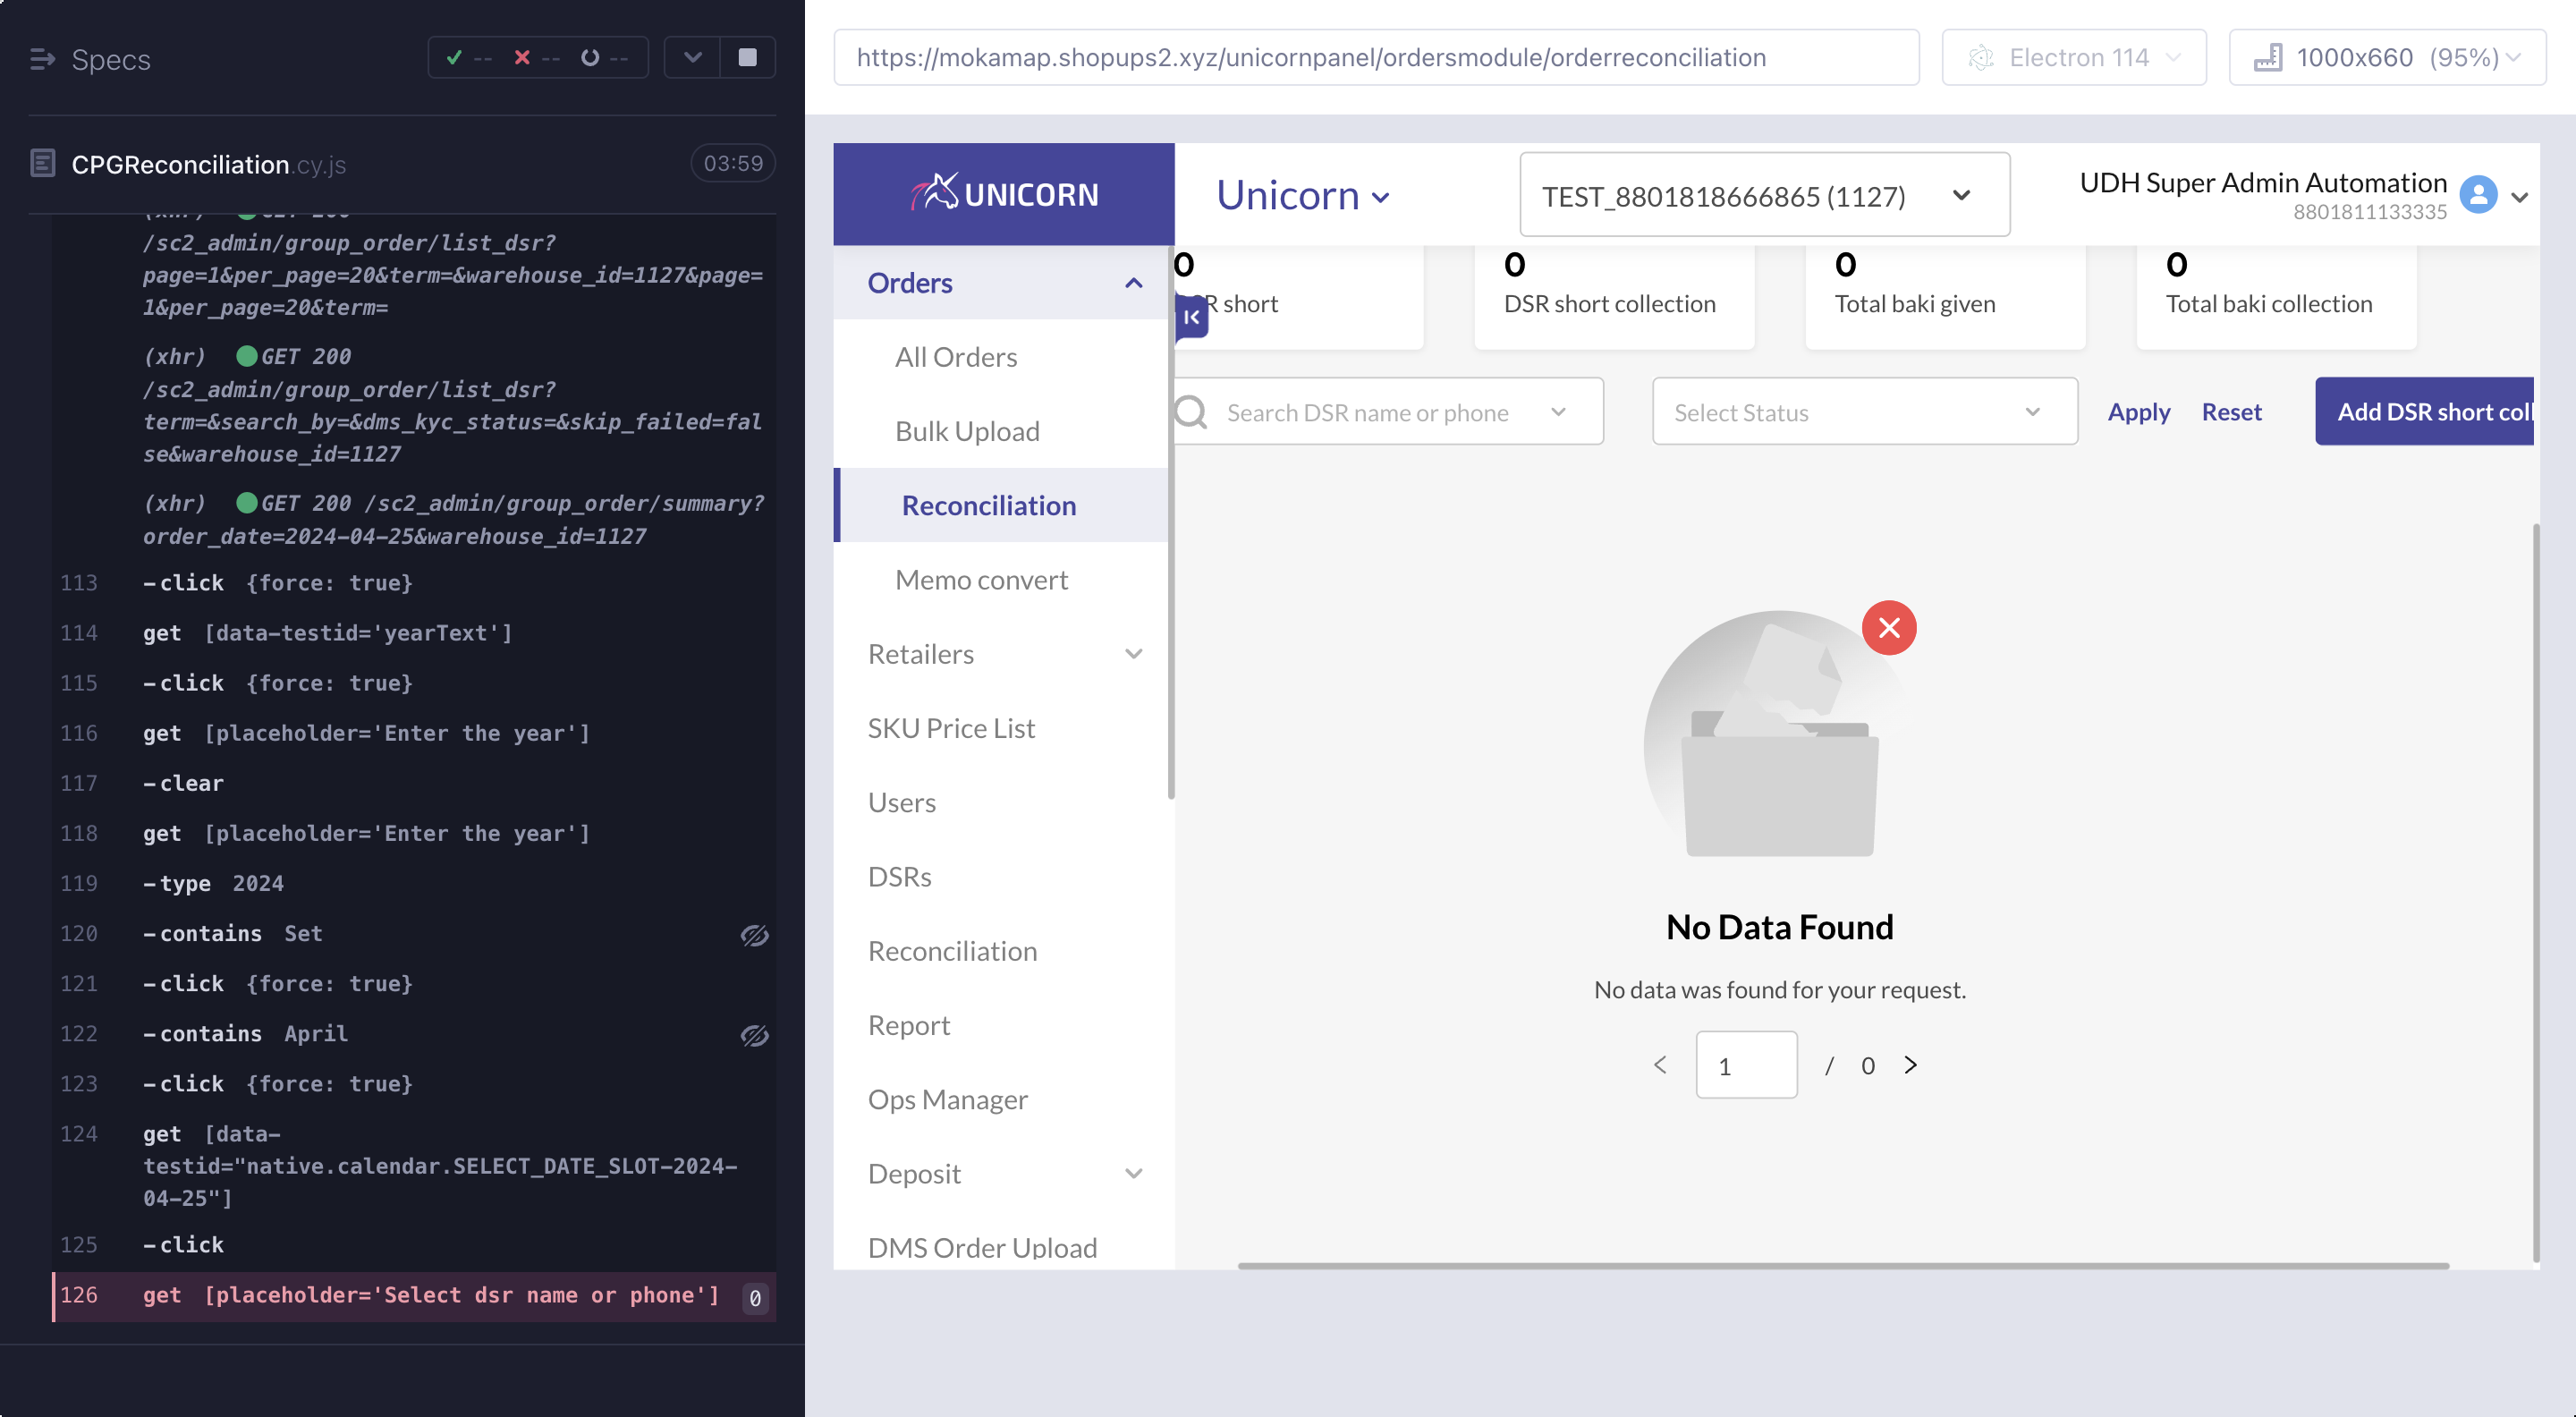 Specs
-- -- --
CPGReconciliation.cy.js 03:59
/sc2_admin/group_order/list_dsr?
page=1&per_page=20&term=&warehouse_id=1127&page=
1&per_page=20&term=
(xhr) GET 200
/sc2_admin/group_order/list_dsr?
term=&search_by=&dms_kyc_status=&skip_failed=fal
se&warehouse_id=1127
(xhr) GET 200 /sc2_admin/group_order/summary?
order_date=2024-04-25&warehouse_id=1127
113 -click {force: true}
114 get [data-testid='yearText']
115 -click {force: true}
116 get [placeholder='Enter the year']
117 -clear
118 get [placeholder='Enter the year']
119 -type 2024
120 -contains Set
121 -click {force: true}
122 -contains April
123 -click {force: true}
124 get [data-
testid="native.calendar.SELECT_DATE_SLOT-2024-
04-25"]
125 -click
126 get [placeholder='Select dsr name or phone'] 0
https://mokamap.shopups2.xyz/unicornpanel/ordersmodule/orderreconciliation
Electron 114
1000x660 (95%)
UNICORN
Unicorn
TEST_8801818666865 (1127)
UDH Super Admin Automation
8801811133335
Orders
All Orders
Bulk Upload
Reconciliation
Memo convert
Retailers
SKU Price List
Users
DSRs
Reconciliation
Report
Ops Manager
Deposit
DMS Order Upload
0
short
0
DSR short collection
0
Total baki given
0
Total baki collection
Search DSR name or phone
Select Status
Apply
Reset
Add DSR short coll
No Data Found
No data was found for your request.
1 / 0